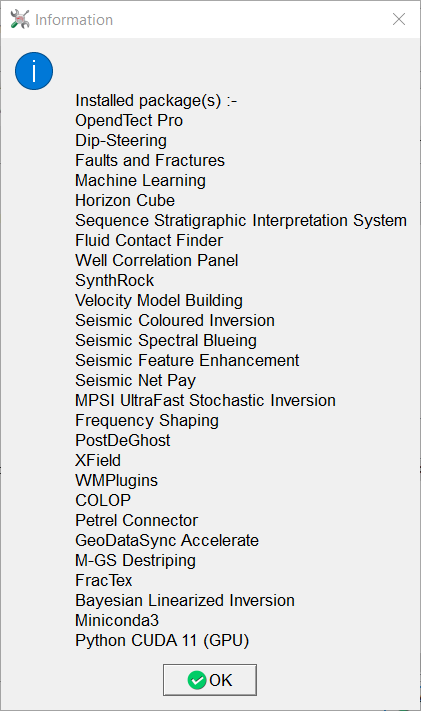 Information
Installed package(s) :-
OpendTect Pro
Dip-Steering
Faults and Fractures
Machine Learning
Horizon Cube
Sequence Stratigraphic Interpretation System
Fluid Contact Finder
Well Correlation Panel
SynthRock
Velocity Model Building
Seismic Coloured Inversion
Seismic Spectral Blueing
Seismic Feature Enhancement
Seismic Net Pay
MPSI UltraFast Stochastic Inversion
Frequency Shaping
PostDeGhost
XField
WMPlugins
COLOP
Petrel Connector
GeoDataSync Accelerate
M-GS Destriping
FracTex
Bayesian Linearized Inversion
Miniconda3
Python CUDA 11 (GPU)
OK